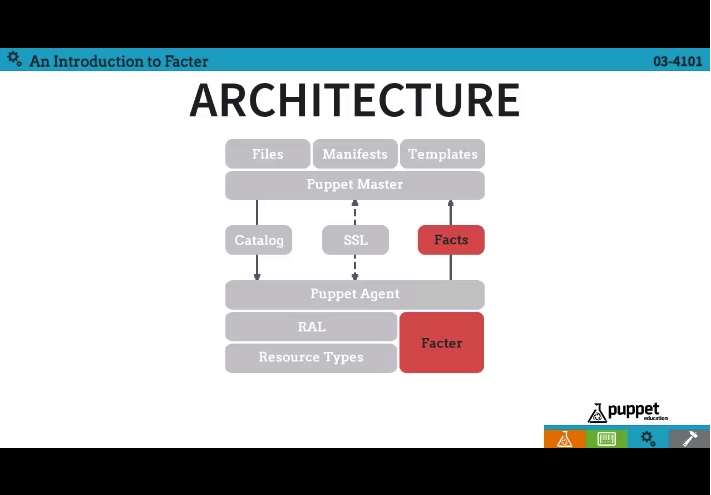 An Introduction to Facter
03-4101
ARCHITECTURE
Files
Manifests
Templates
Puppet Master
Catalog
SSL
Facts
Puppet Agent
RAL
Facter
Resource Types
puppet
education